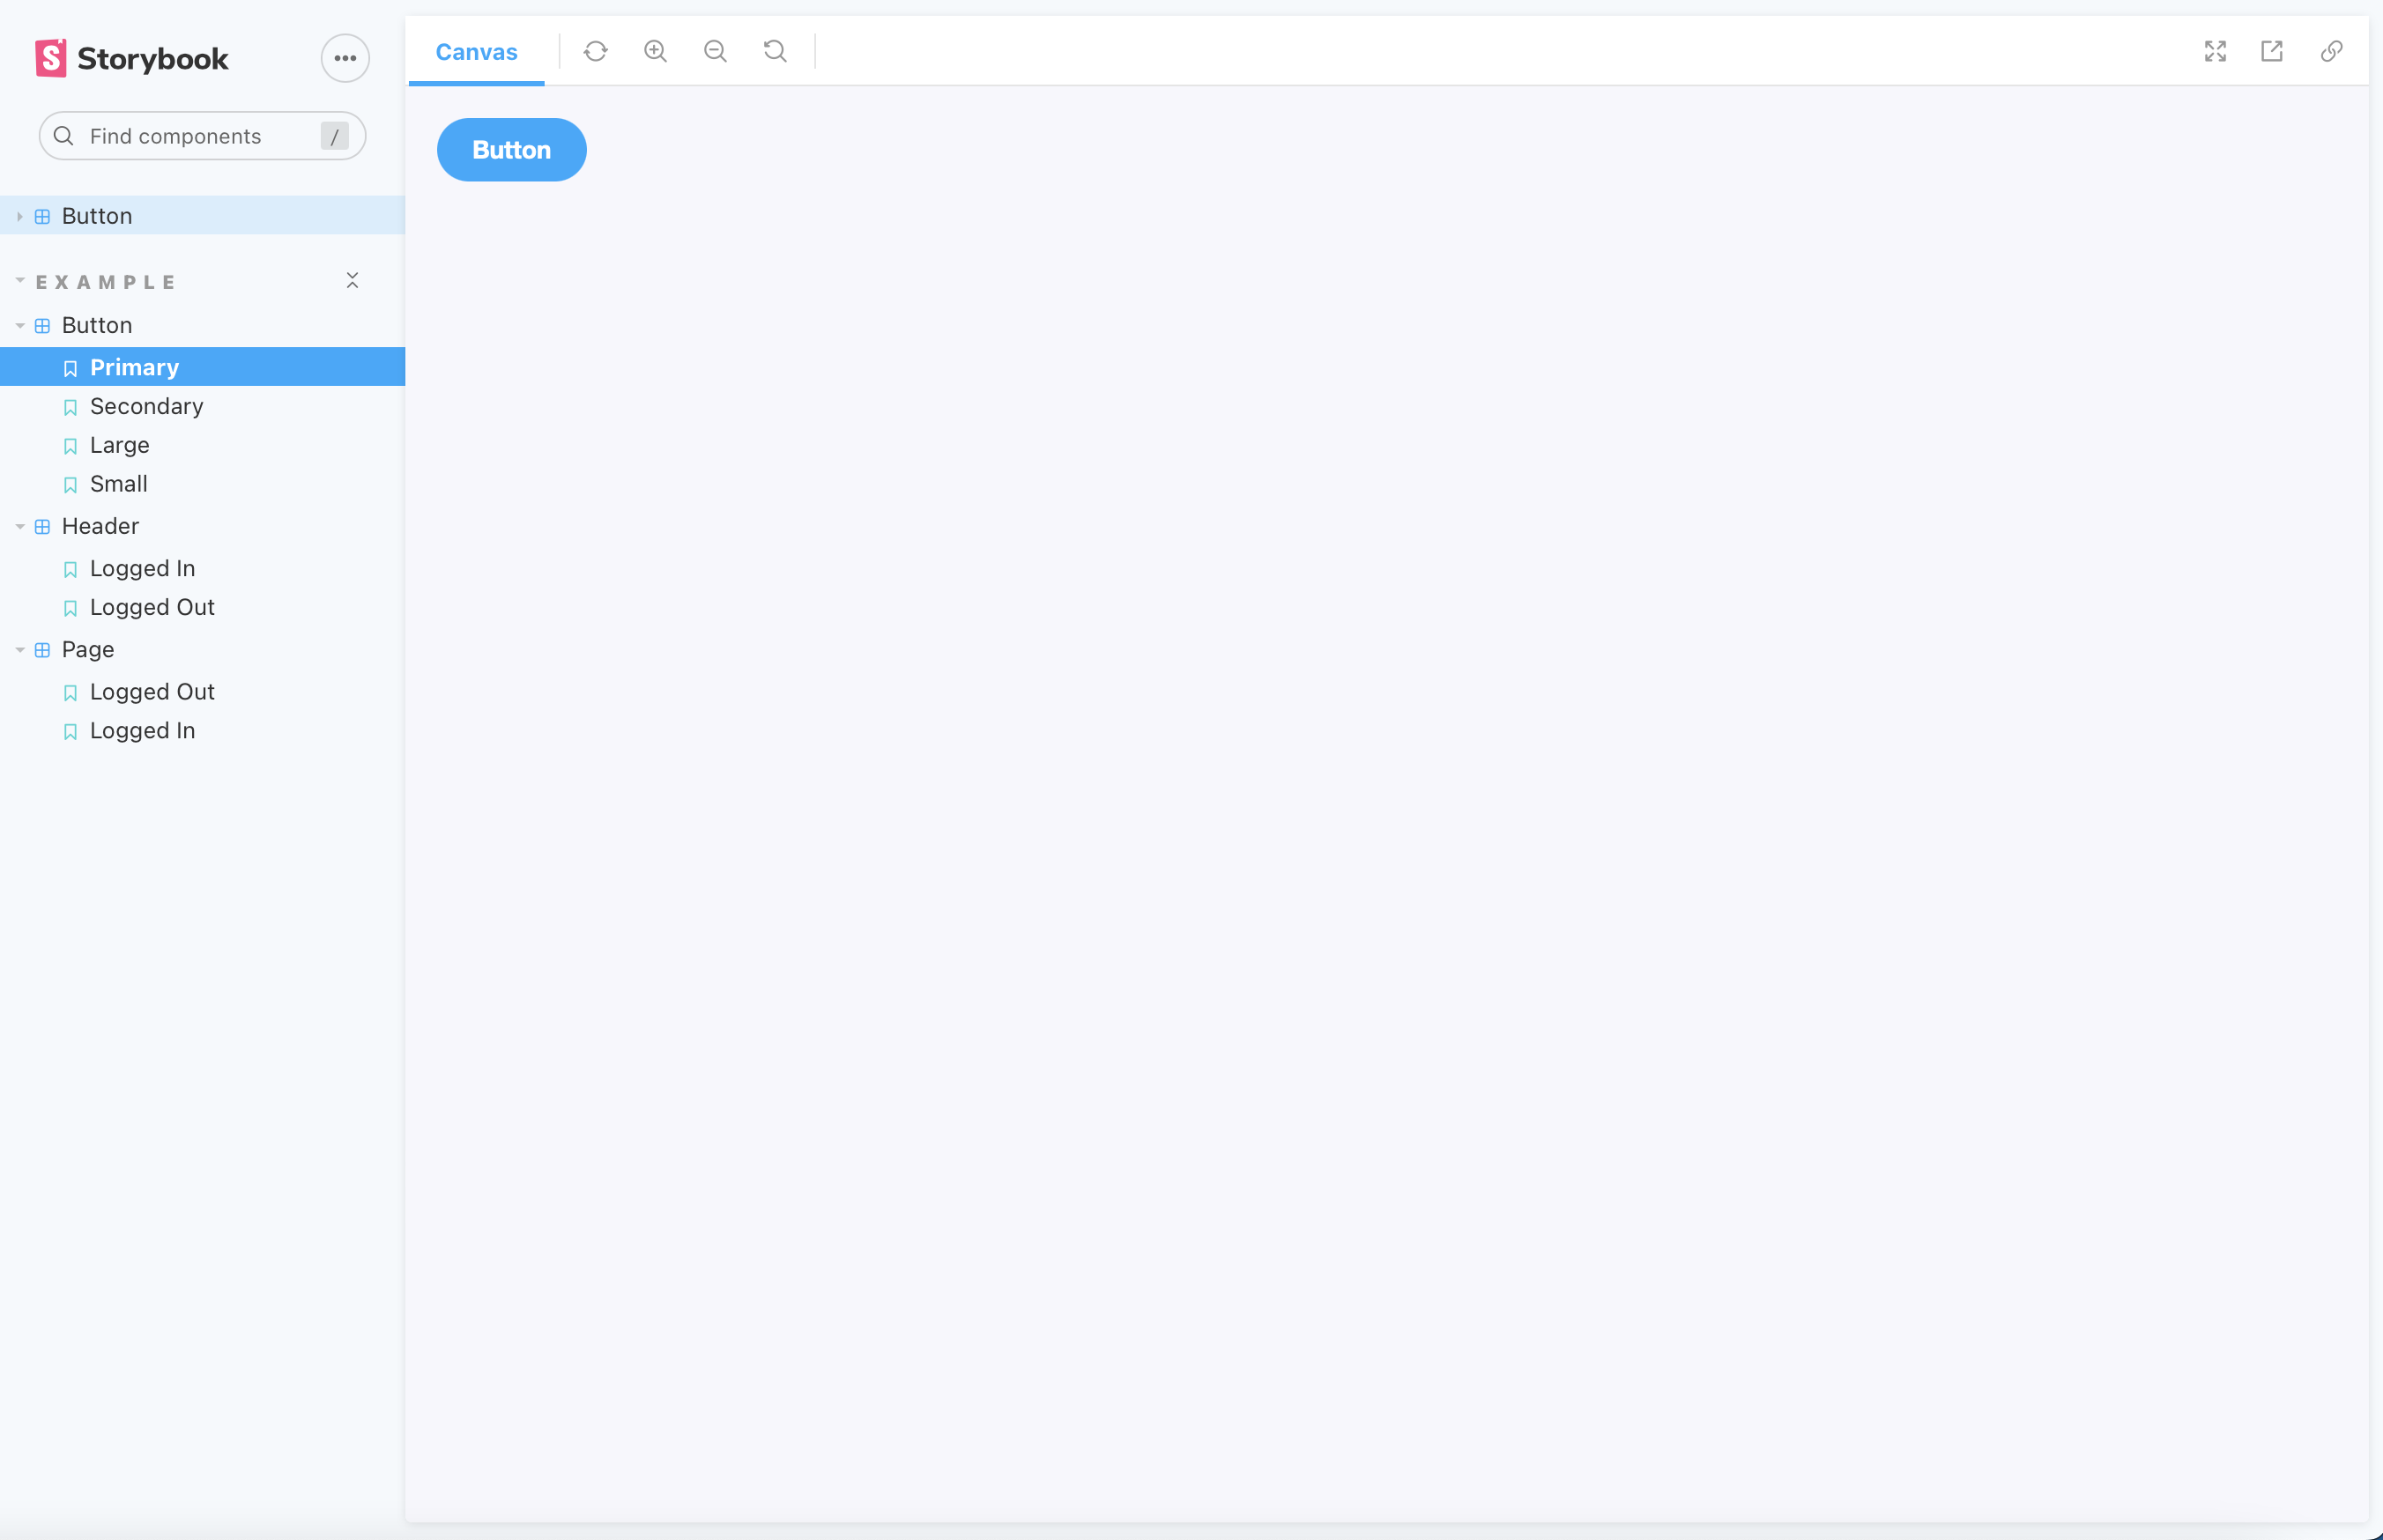 Storybook
Find components /
Button
EXAMPLE
Button
Primary
Secondary
Large
Small
Header
Logged In
Logged Out
Page
Logged Out
Logged In
Canvas
Button